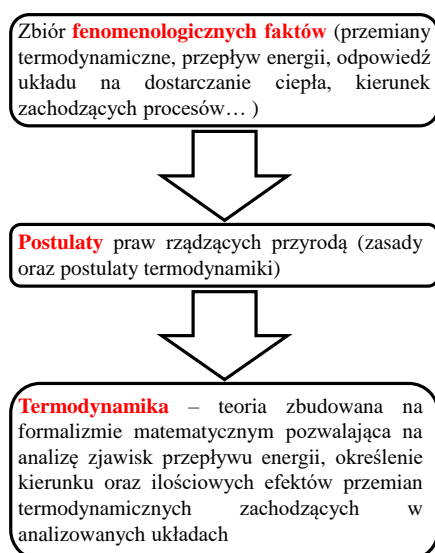 Zbiór fenomenologicznych faktów (przemiany
termodynamiczne, przepływ energii, odpowiedź
układu na dostarczanie ciepła, kierunek
zachodzących procesów… )
Postulaty praw rządzących przyrodą (zasady
oraz postulaty termodynamiki)
Termodynamika – teoria zbudowana na
formalizmie matematycznym pozwalająca na
analizę zjawisk przepływu energii, określenie
kierunku oraz ilościowych efektów przemian
termodynamicznych zachodzących w
analizowanych układach